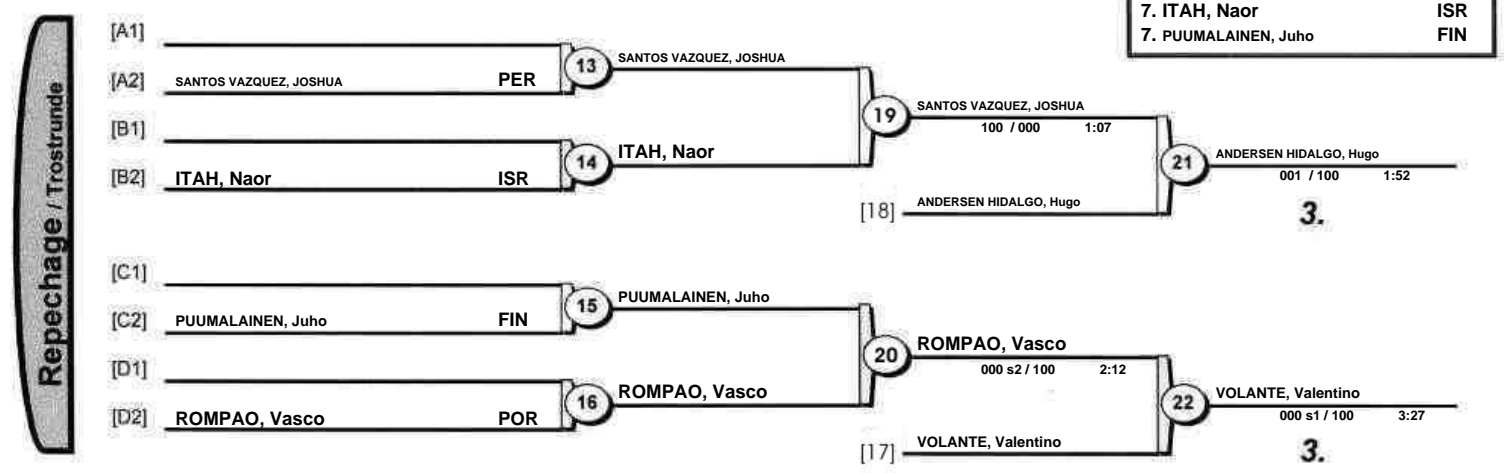 7. ITAH, Naor ISR
7. PUUMALAINEN, Juho FIN
Repechage / Trostrunde
[A1]
[A2] SANTOS VAZQUEZ, JOSHUA PER
13 SANTOS VAZQUEZ, JOSHUA
[B1]
[B2] ITAH, Naor ISR
14 ITAH, Naor
19 SANTOS VAZQUEZ, JOSHUA
100 / 000 1:07
[18] ANDERSEN HIDALGO, Hugo
21 ANDERSEN HIDALGO, Hugo
001 / 100 1:52
3.
[C1]
[C2] PUUMALAINEN, Juho FIN
15 PUUMALAINEN, Juho
[D1]
[D2] ROMPAO, Vasco POR
16 ROMPAO, Vasco
20 ROMPAO, Vasco
000 s2 / 100 2:12
[17] VOLANTE, Valentino
22 VOLANTE, Valentino
000 s1 / 100 3:27
3.